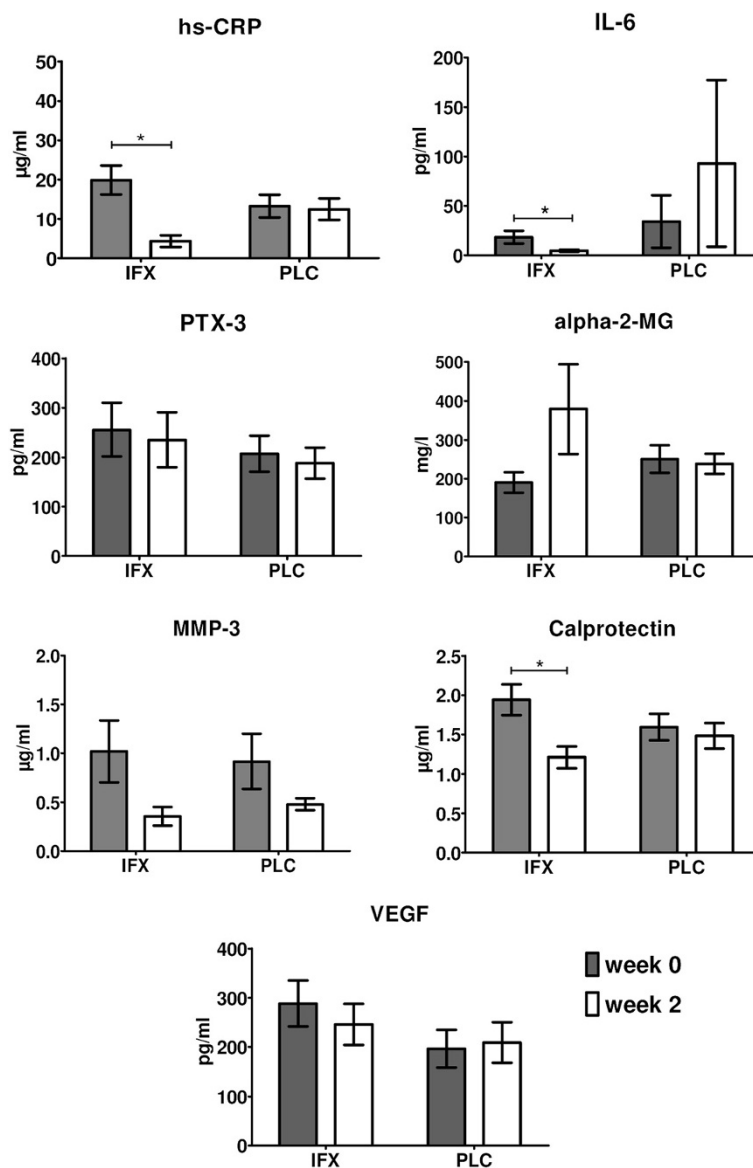 hs-CRP
50
40
30
20
10
0
µg/ml
*
IFX
PLC
IL-6
200
150
100
50
0
pg/ml
*
IFX
PLC
PTX-3
400
300
200
100
0
pg/ml
IFX
PLC
alpha-2-MG
500
400
300
200
100
0
mg/l
IFX
PLC
MMP-3
2.0
1.5
1.0
0.5
0.0
µg/ml
IFX
PLC
Calprotectin
2.5
2.0
1.5
1.0
0.5
0.0
µg/ml
*
IFX
PLC
VEGF
400
300
200
100
0
pg/ml
IFX
PLC
week 0
week 2